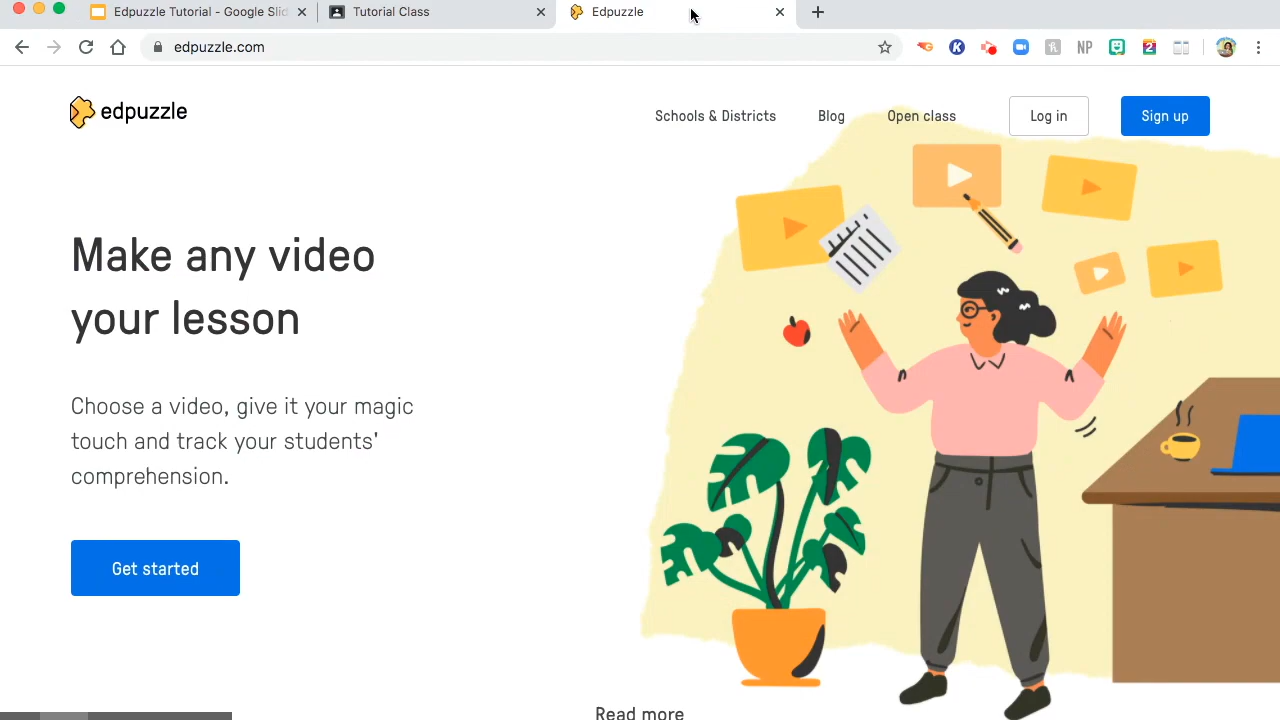 Edpuzzle Tutorial - Google Slid
Tutorial Class
Edpuzzle
edpuzzle.com
K
h
NP
2
edpuzzle
Schools & Districts
Blog
Open class
Log in
Sign up
Make any video
your lesson
Choose a video, give it your magic
touch and track your students'
comprehension.
Get started
Read more